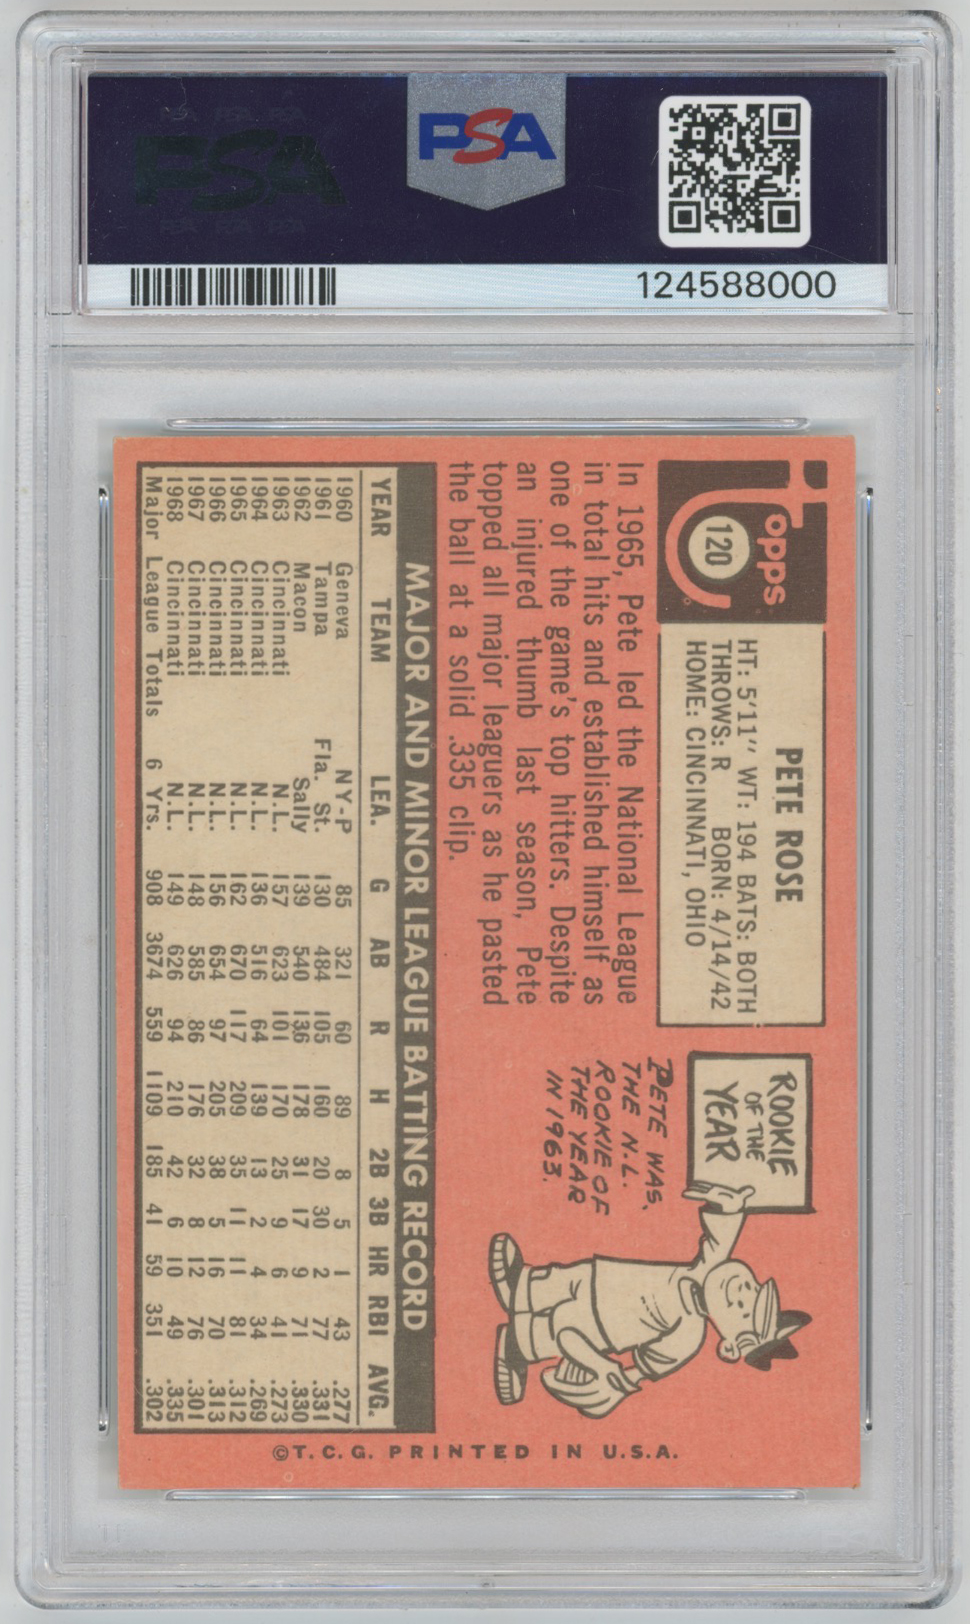 PSA
PSA
124588000
Topps
120
PETE ROSE
HT: 5'11" WT: 194 BATS: BOTH
THROWS: R BORN: 4/14/42
HOME: CINCINNATI, OHIO
In 1965, Pete led the National League
in total hits and established himself as
one of the game's top hitters. Despite
an injured thumb last season, Pete
topped all major leaguers as he pasted
the ball at a solid .335 clip.
ROOKIE
OF THE
YEAR
PETE WAS
THE N.L.
ROOKIE OF
THE YEAR
IN 1963.
MAJOR AND MINOR LEAGUE BATTING RECORD
YEAR TEAM LEA. G AB R H 2B 3B HR RBI AVG.
1960 Geneva NY-P 85 321 60 89 8 5 1 43 .277
1961 Tampa Fla. St. 130 484 105 160 20 30 2 77 .331
1962 Macon Sally 139 540 136 178 31 17 9 71 .330
1963 Cincinnati N.L. 157 623 101 170 25 9 6 41 .273
1964 Cincinnati N.L. 136 516 64 139 13 2 4 34 .269
1965 Cincinnati N.L. 162 670 117 209 35 11 11 81 .312
1966 Cincinnati N.L. 156 654 97 205 38 5 16 70 .313
1967 Cincinnati N.L. 148 585 86 176 32 8 12 76 .301
1968 Cincinnati N.L. 149 626 94 210 42 6 10 49 .335
Major League Totals 6 Yrs. 908 3674 559 1109 185 41 59 351 .302
©T.C.G. PRINTED IN U.S.A.